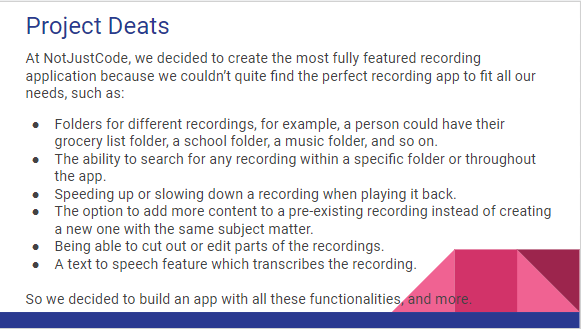 Project Deats
At NotJustCode, we decided to create the most fully featured recording
application because we couldn't quite find the perfect recording app to fit all our
needs, such as:
● Folders for different recordings, for example, a person could have their
grocery list folder, a school folder, a music folder, and so on.
● The ability to search for any recording within a specific folder or throughout
the app.
● Speeding up or slowing down a recording when playing it back.
● The option to add more content to a pre-existing recording instead of creating
a new one with the same subject matter.
● Being able to cut out or edit parts of the recordings.
● A text to speech feature which transcribes the recording.
So we decided to build an app with all these functionalities, and more.